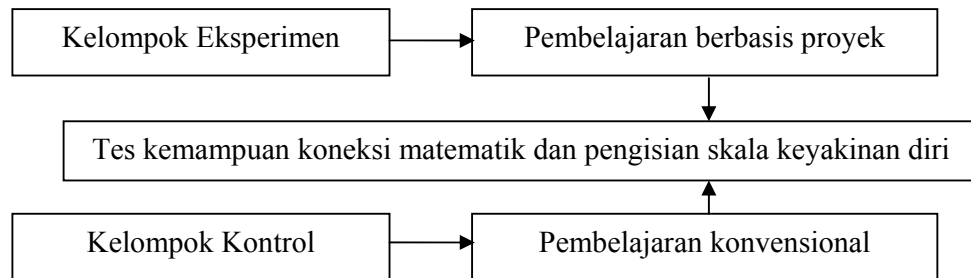 Kelompok Eksperimen
Pembelajaran berbasis proyek
Tes kemampuan koneksi matematik dan pengisian skala keyakinan diri
Kelompok Kontrol
Pembelajaran konvensional